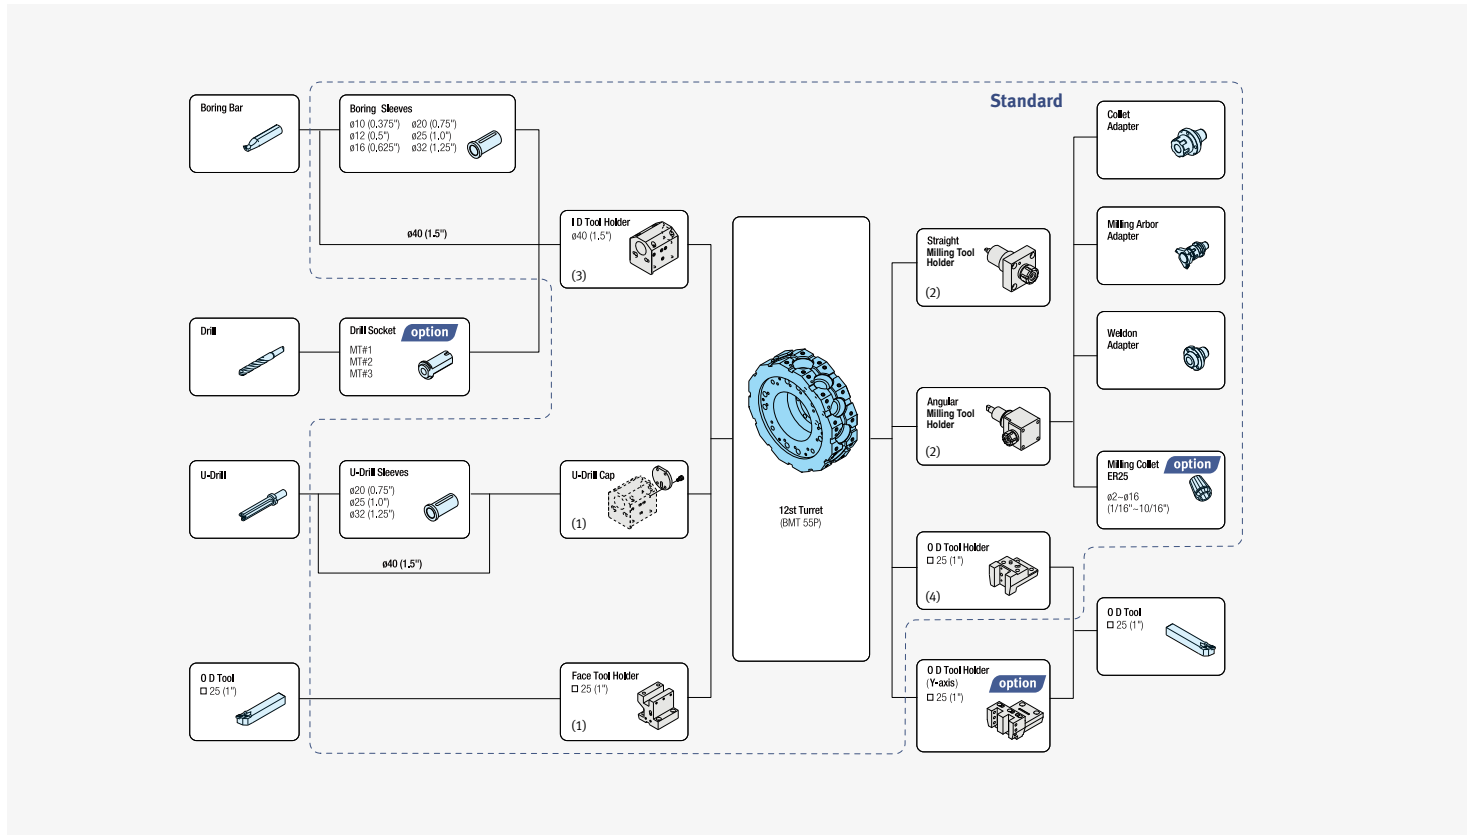 Standard
Boring Bar
Boring Sleeves
ø10 (0.375") ø20 (0.75")
ø12 (0.5") ø25 (1.0")
ø16 (0.625") ø32 (1.25")
ø40 (1.5")
I D Tool Holder
ø40 (1.5")
(3)
Drill
Drill Socket
option
MT#1
MT#2
MT#3
U-Drill
U-Drill Sleeves
ø20 (0.75")
ø25 (1.0")
ø32 (1.25")
ø40 (1.5")
U-Drill Cap
(1)
O D Tool
□ 25 (1")
Face Tool Holder
□ 25 (1")
(1)
12st Turret
(BMT 55P)
Straight
Milling Tool
Holder
(2)
Angular
Milling Tool
Holder
(2)
O D Tool Holder
□ 25 (1")
(4)
O D Tool Holder
(Y-axis)
option
□ 25 (1")
Collet
Adapter
Milling Arbor
Adapter
Weldon
Adapter
Milling Collet
option
ER25
ø2~ø16
(1/16"~10/16")
O D Tool
□ 25 (1")